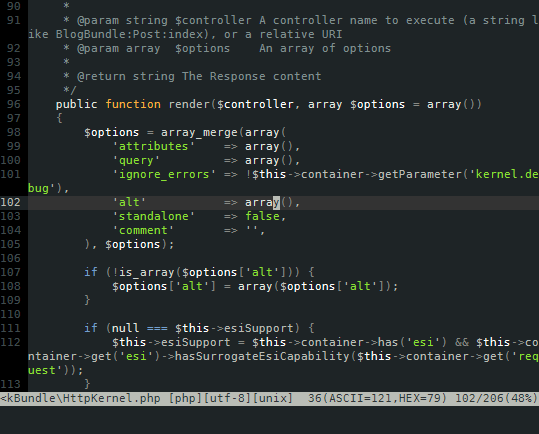 90      *
91      * @param string  $controller A controller name to execute (a string l
ike BlogBundle:Post:index), or a relative URI
92      * @param array  $options    An array of options
93      *
94      * @return string The Response content
95      */
96     public function render($controller, array $options = array())
97     {
98         $options = array_merge(array(
99             'attributes'    => array(),
100             'query'         => array(),
101             'ignore_errors' => !$this->container->getParameter('kernel.de
bug'),
102             'alt'           => array(),
103             'standalone'    => false,
104             'comment'       => '',
105         ), $options);
106
107         if (!is_array($options['alt'])) {
108             $options['alt'] = array($options['alt']);
109         }
110
111         if (null === $this->esiSupport) {
112             $this->esiSupport = $this->container->has('esi') && $this->co
ntainer->get('esi')->hasSurrogateEsiCapability($this->container->get('req
uest'));
113         }
<kBundle\HttpKernel.php [php][utf-8][unix]  36(ASCII=121,HEX=79) 102/206(48%)